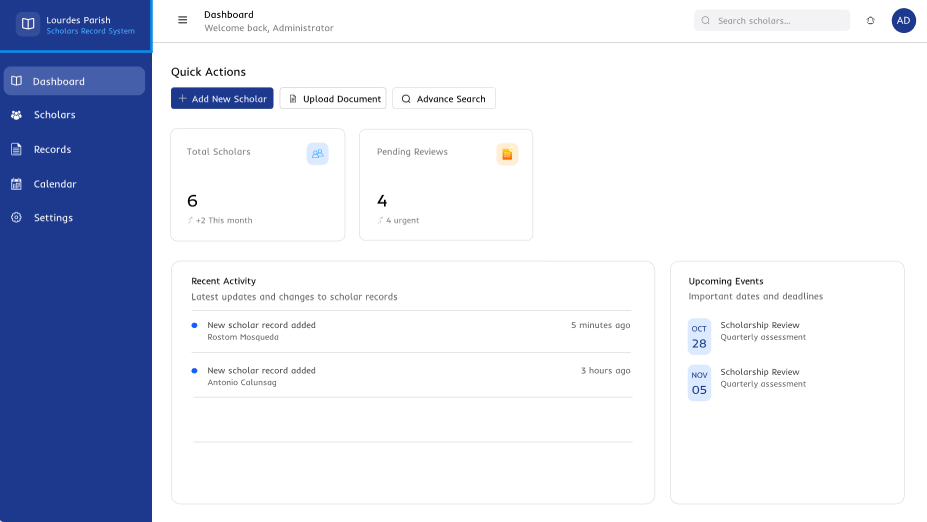 Lourdes Parish
Scholars Record System
Dashboard
Scholars
Records
Calendar
Settings
Dashboard
Welcome back, Administrator
Search scholars...
AD
Quick Actions
Add New Scholar
Upload Document
Advance Search
Total Scholars
6
+2 This month
Pending Reviews
4
4 urgent
Recent Activity
Latest updates and changes to scholar records
New scholar record added 5 minutes ago
Rostom Mosqueda
New scholar record added 3 hours ago
Antonio Calunsag
Upcoming Events
Important dates and deadlines
OCT
28
Scholarship Review
Quarterly assessment
NOV
05
Scholarship Review
Quarterly assessment